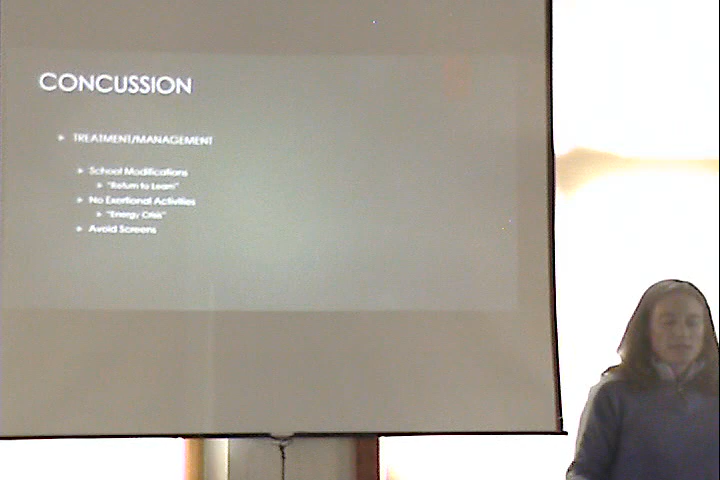 CONCUSSION
TREATMENT/MANAGEMENT
School Modifications
"Return to Learn"
No Exertional Activities
"Energy Crisis"
Avoid Screens